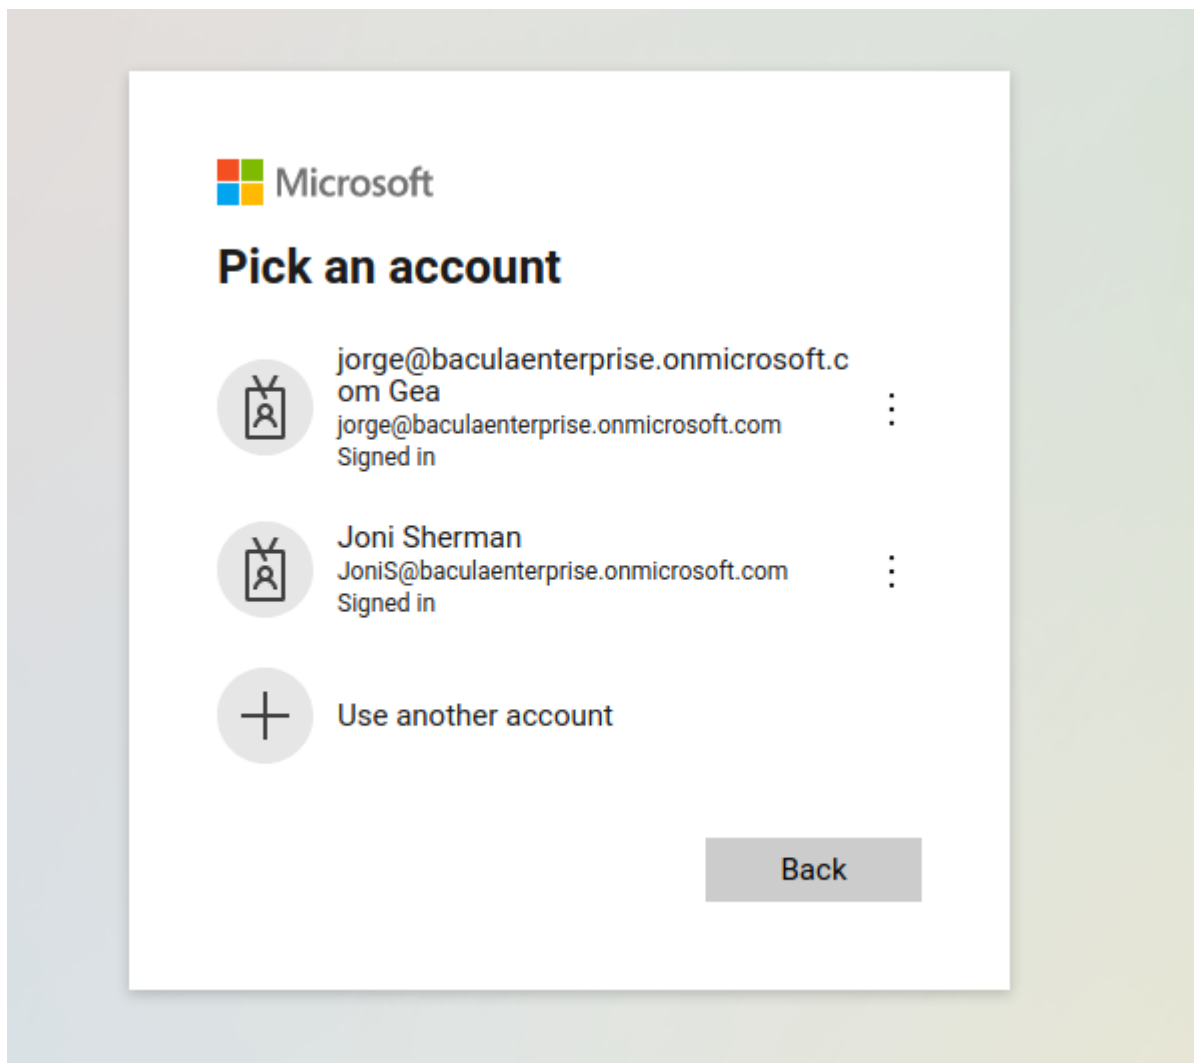 Microsoft
Pick an account
jorge@baculaenterprise.onmicrosoft.c
om Gea
jorge@baculaenterprise.onmicrosoft.com
Signed in
Joni Sherman
JoniS@baculaenterprise.onmicrosoft.com
Signed in
Use another account
Back